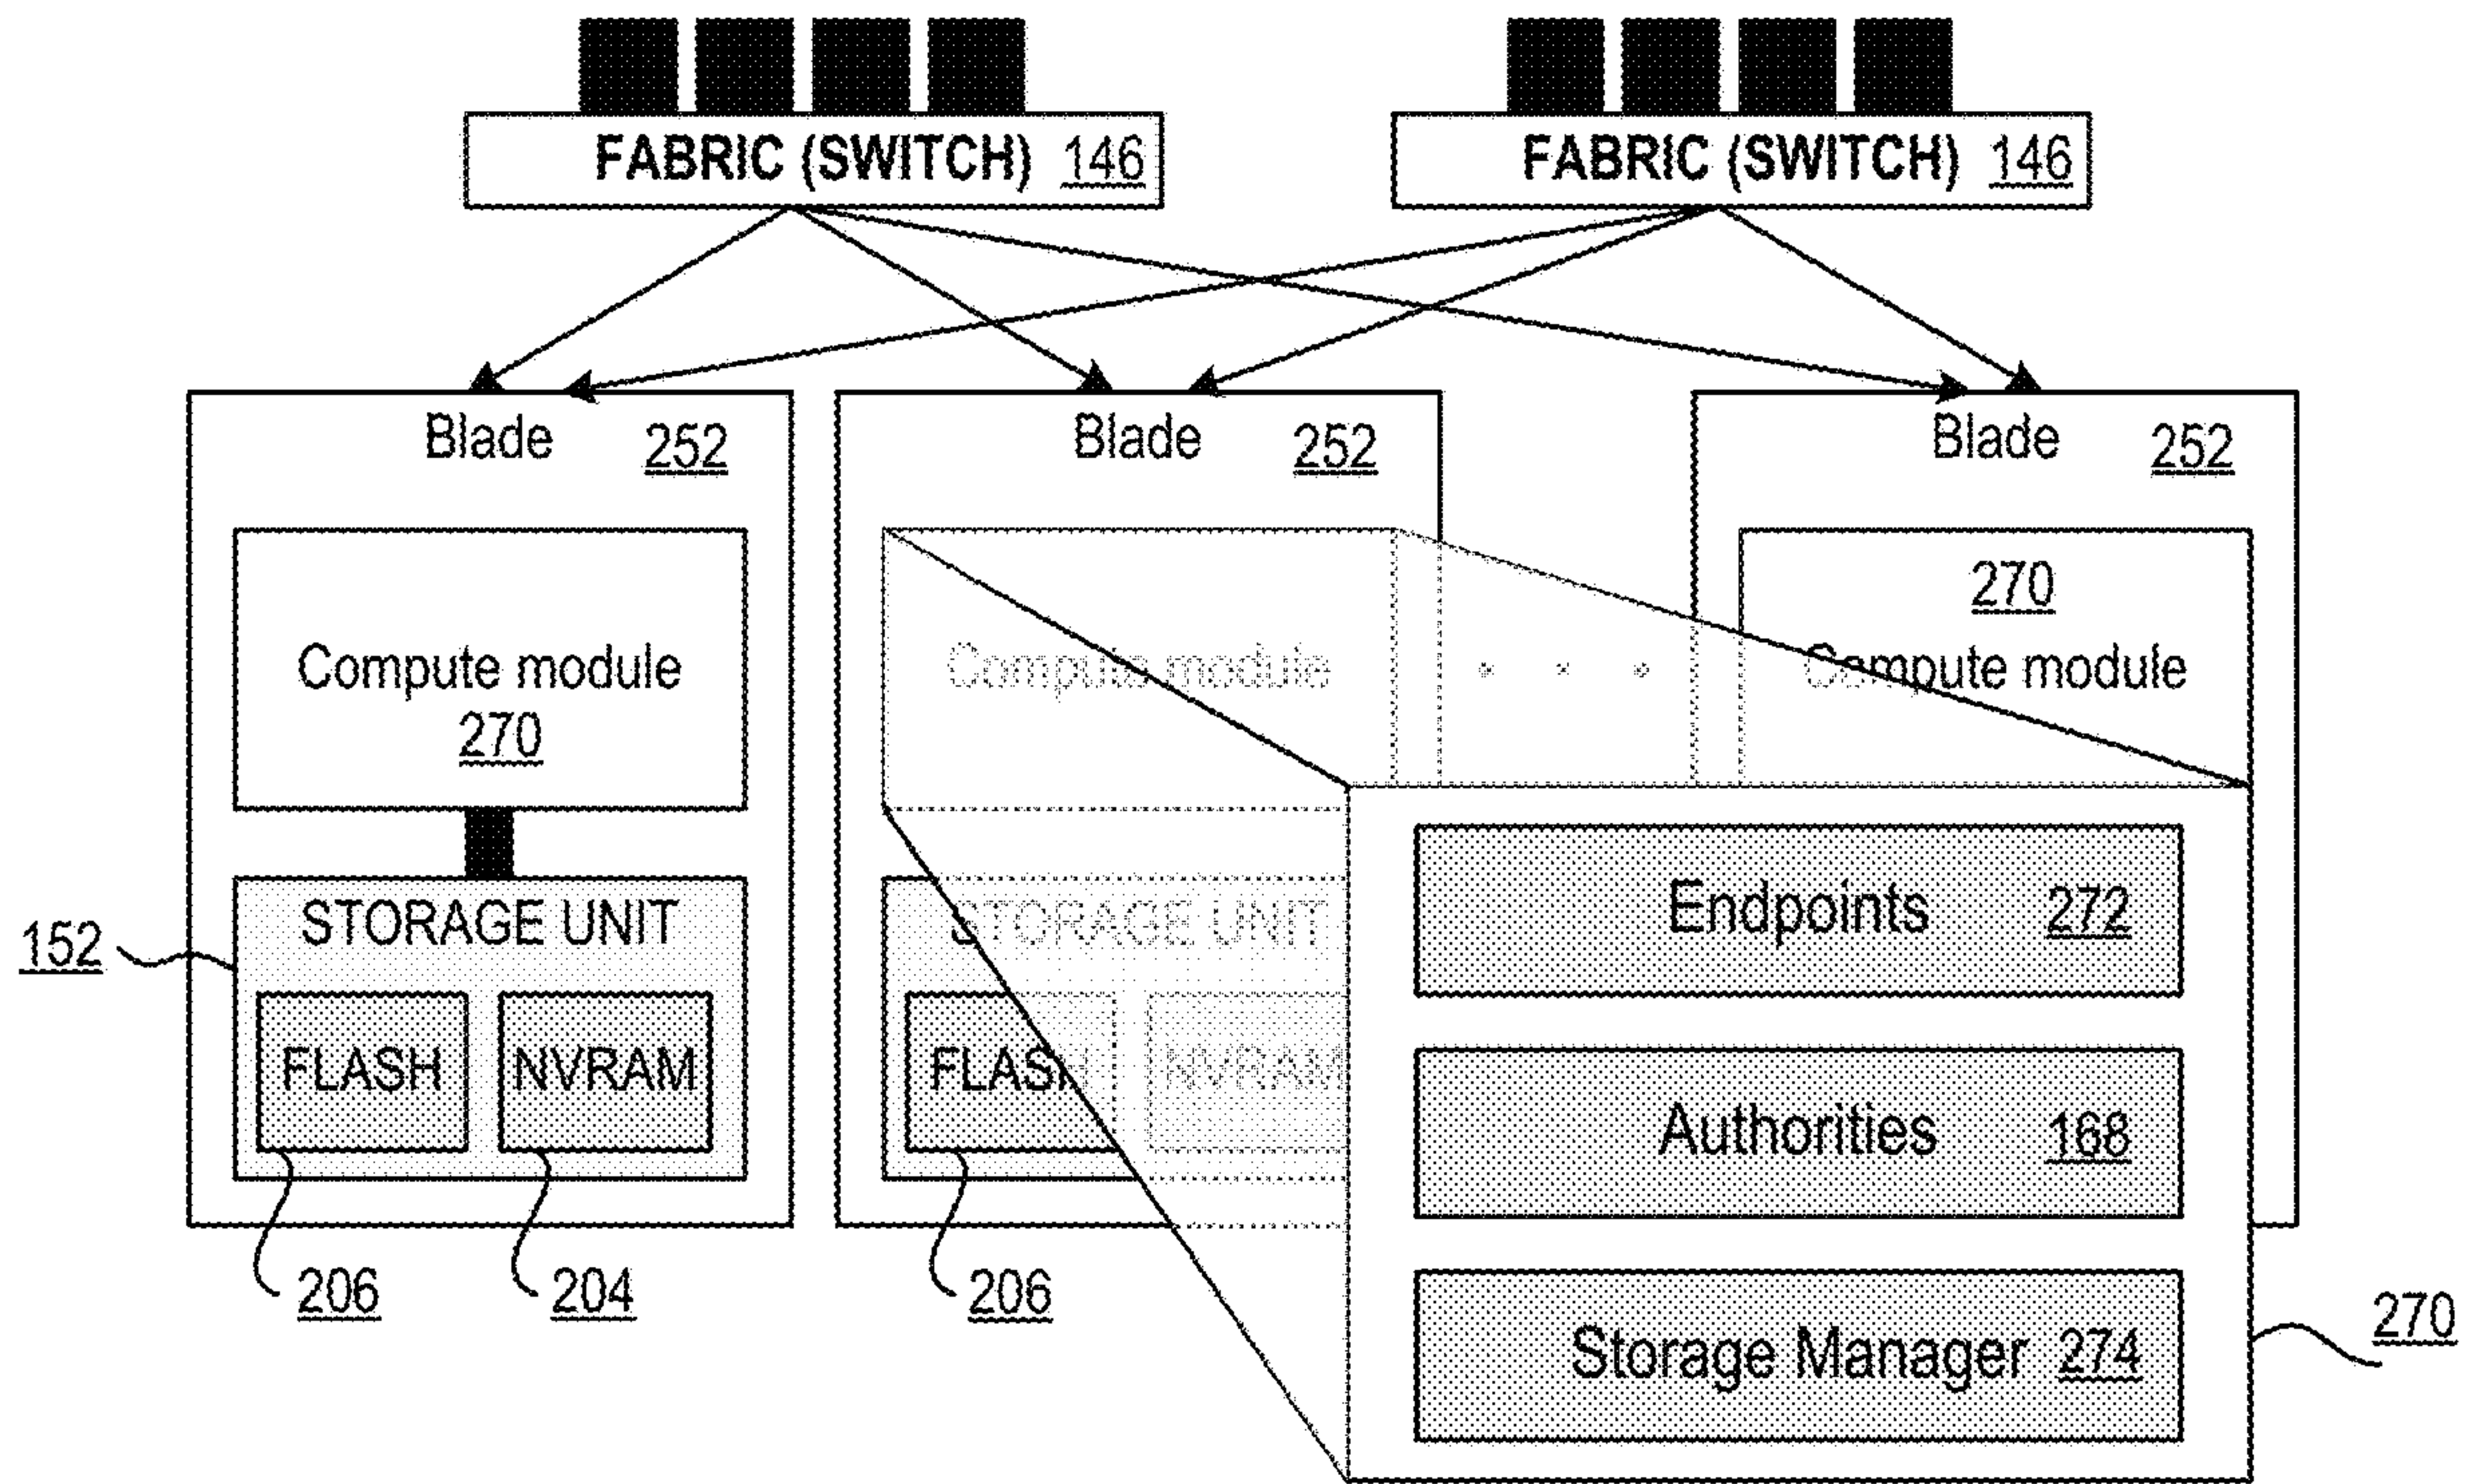 FABRIC (SWITCH) 146
FABRIC (SWITCH) 146
Blade 252
Blade 252
Blade 252
Compute module
270
Compute module
270
Compute module
152
STORAGE UNIT
FLASH
NVRAM
206
204
STORAGE UNIT
FLASH
NVRAM
206
Endpoints 272
Authorities 168
Storage Manager 274
270